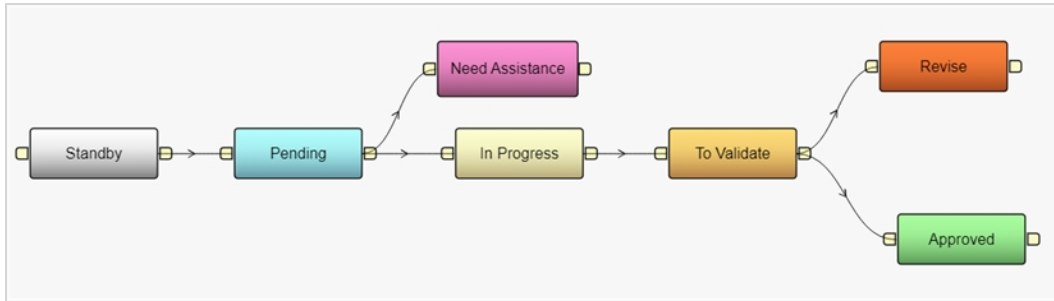 Need Assistance
Revise
Standby
Pending
In Progress
To Validate
Approved